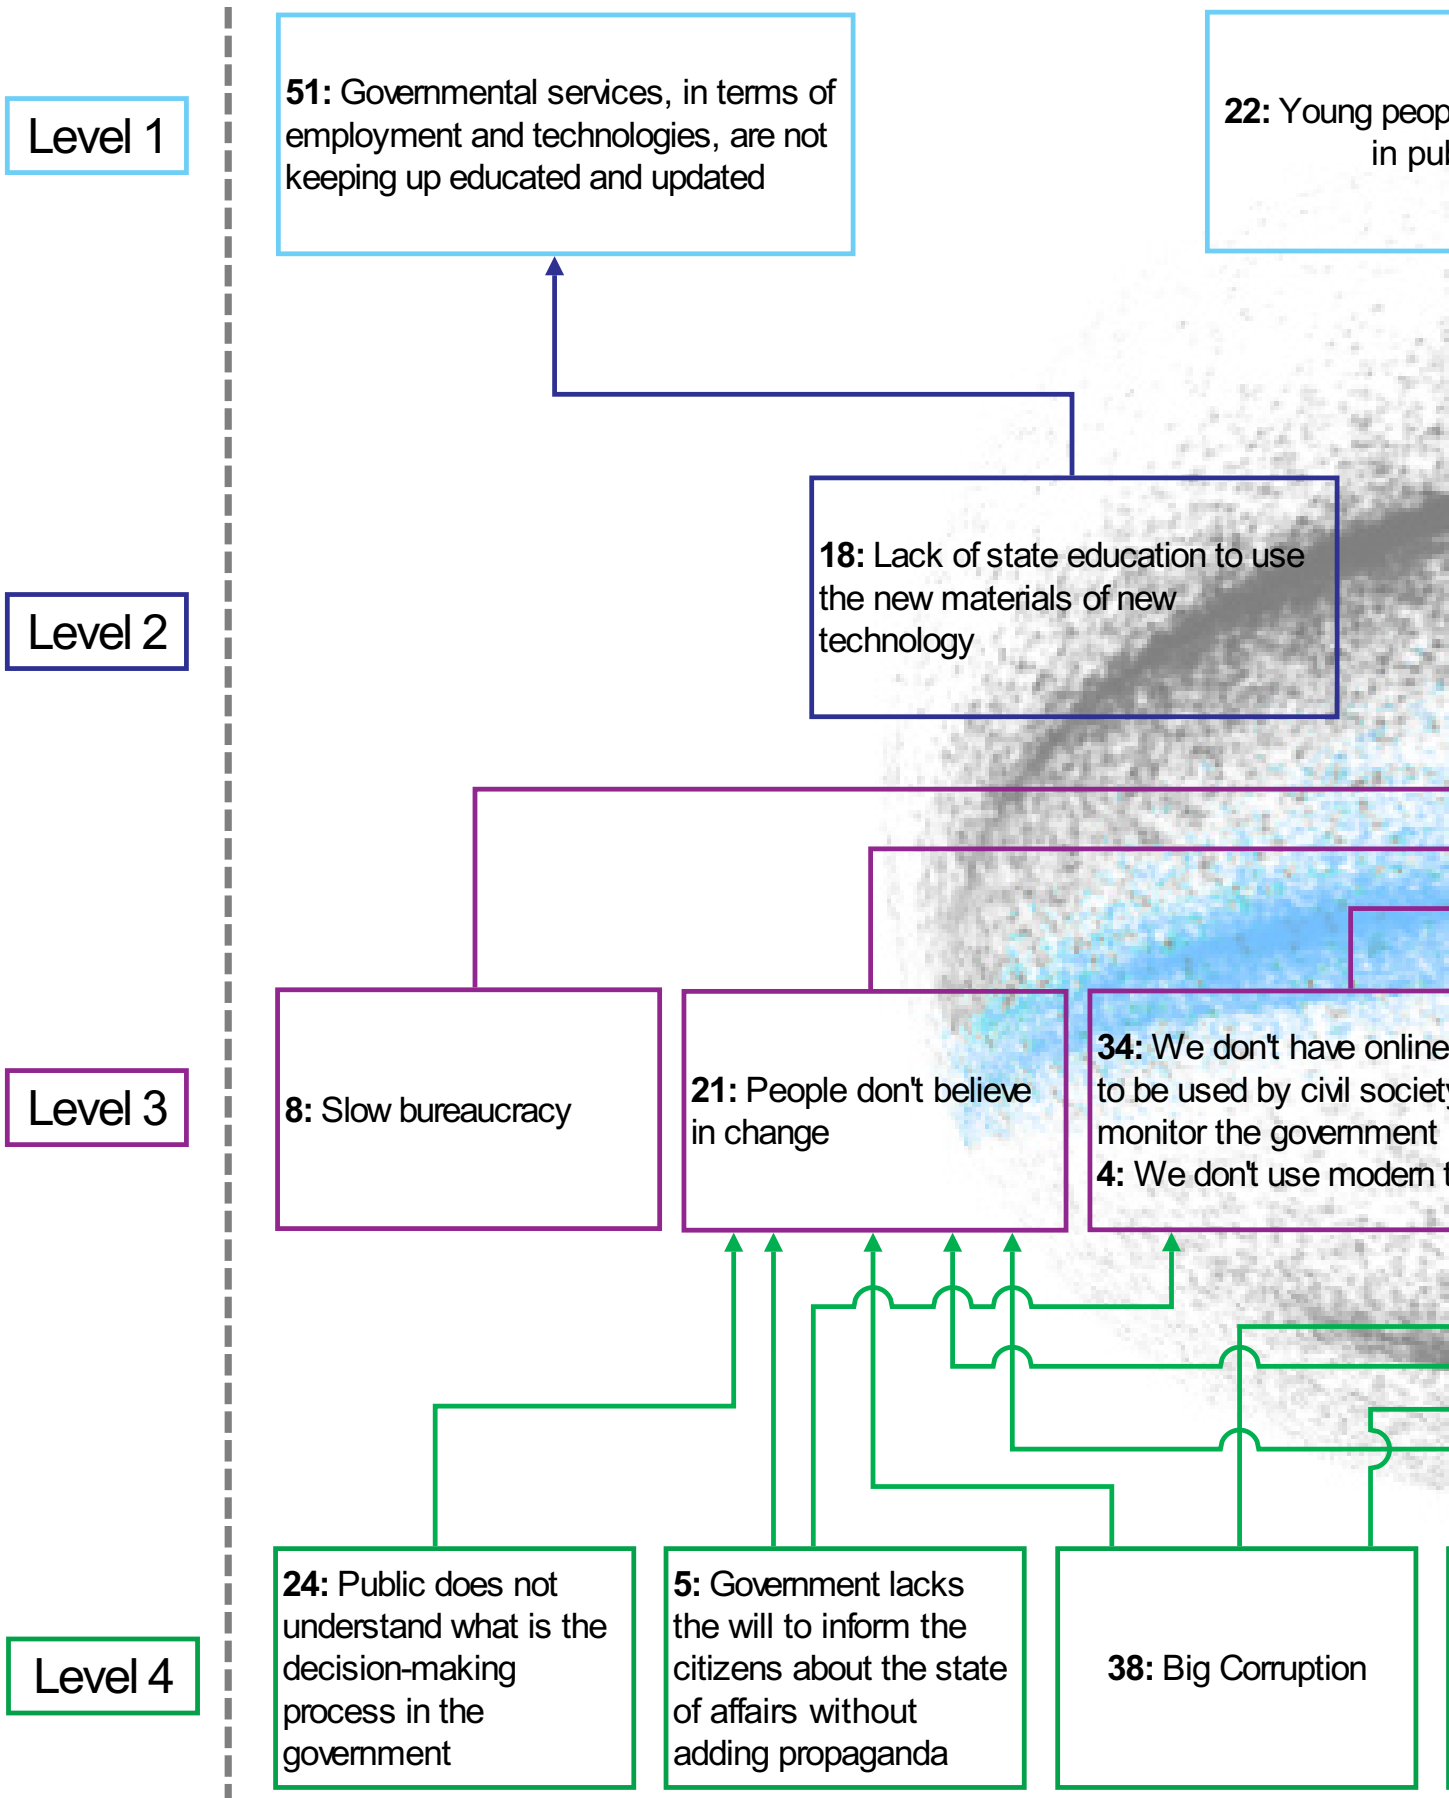 Level 1
51: Governmental services, in terms of
employment and technologies, are not
keeping up educated and updated
22: Young
in
Level 2
18: Lack of state education to use
the new materials of new
technology
Level 3
8: Slow bureaucracy
21: People don't believe
in change
34: We don't have online
to be used by civil society
monitor the government
4: We don't use modern
Level 4
24: Public does not
understand what is the
decision-making
process in the
government
5: Government lacks
the will to inform the
citizens about the state
of affairs without
adding propaganda
38: Big Corruption